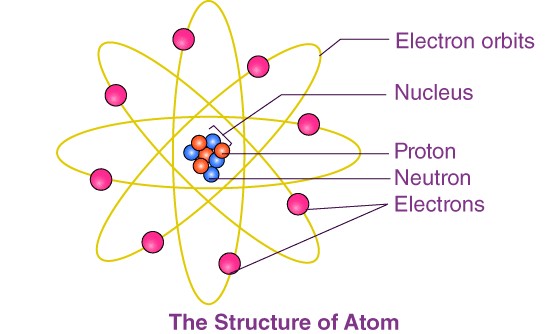 Electron orbits
Nucleus
Proton
Neutron
Electrons
The Structure of Atom